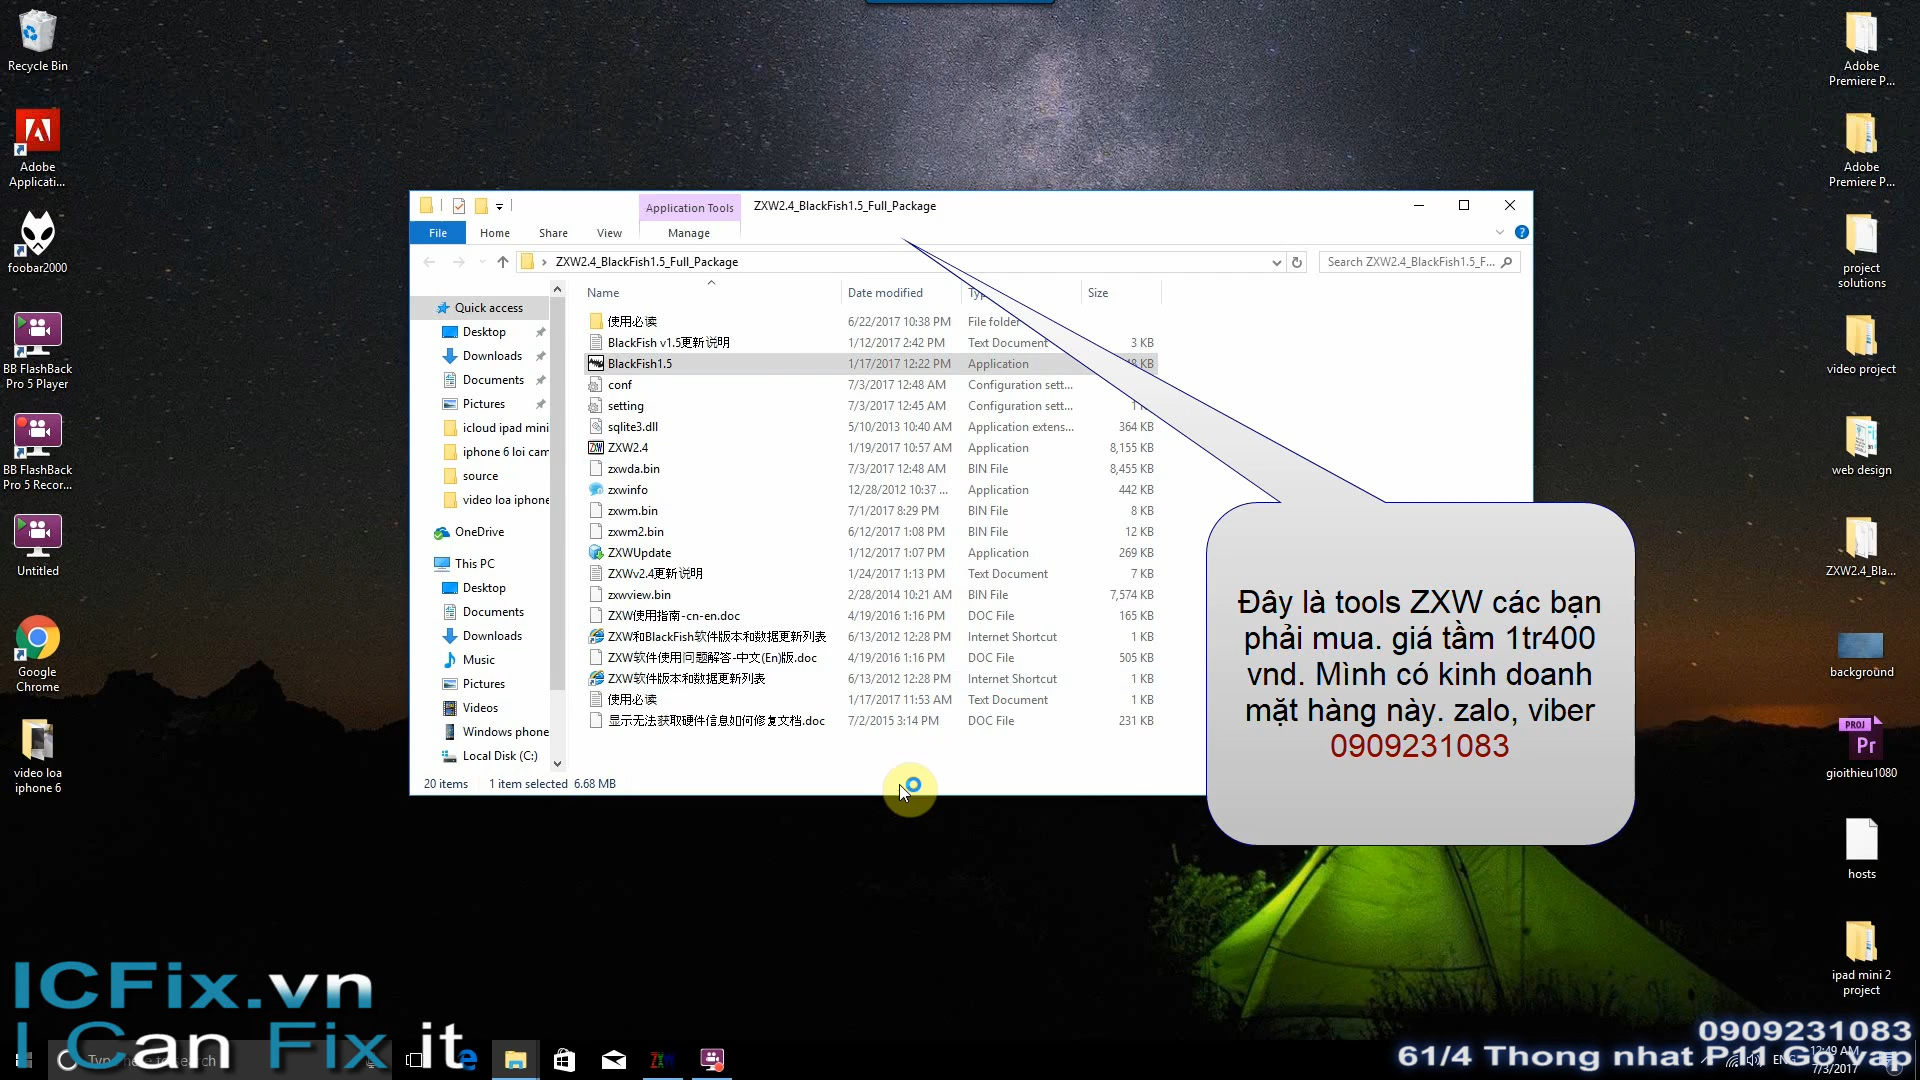 Recycle Bin
Adobe
Applicati...
foobar2000
BB FlashBack
Pro 5 Player
BB FlashBack
Pro 5 Recor...
Untitled
Google
Chrome
video loa
iphone 6
Application Tools
ZXW2.4_BlackFish1.5_Full_Package
File
Home
Share
View
Manage
ZXW2.4_BlackFish1.5_Full_Package
Search ZXW2.4_BlackFish1.5_F...
Quick access
Desktop
Downloads
Documents
Pictures
icloud ipad mini
iphone 6 loi cam
source
video loa iphone
OneDrive
This PC
Desktop
Documents
Downloads
Music
Pictures
Videos
Windows phone
Local Disk (C:)
Name Date modified Size
使用必读 6/22/2017 10:38 PM File folder
BlackFish v1.5更新说明 1/12/2017 2:42 PM Text Document 3 KB
BlackFish1.5 1/17/2017 12:22 PM Application KB
conf 7/3/2017 12:48 AM Configuration sett...
setting 7/3/2017 12:45 AM Configuration sett...
sqlite3.dll 5/10/2013 10:40 AM Application extens... 364 KB
ZXW2.4 1/19/2017 10:57 AM Application 8,155 KB
zxwda.bin 7/3/2017 12:48 AM BIN File 8,455 KB
zxwinfo 12/28/2012 10:37 ... Application 442 KB
zxwm.bin 7/1/2017 8:29 PM BIN File 8 KB
zxwm2.bin 6/12/2017 1:08 PM BIN File 12 KB
ZXWUpdate 1/12/2017 1:07 PM Application 269 KB
ZXWv2.4更新说明 1/24/2017 1:13 PM Text Document 7 KB
zxwview.bin 2/28/2014 10:21 AM BIN File 7,574 KB
ZXW使用指南-cn-en.doc 4/19/2016 1:16 PM DOC File 165 KB
ZXW和BlackFish软件版本和数据更新列表 6/13/2012 12:28 PM Internet Shortcut 1 KB
ZXW软件使用问题解答-中文(En)版.doc 4/19/2016 1:16 PM DOC File 505 KB
ZXW软件版本和数据更新列表 6/13/2012 12:28 PM Internet Shortcut 1 KB
使用必读 1/17/2017 11:53 AM Text Document 1 KB
显示无法获取硬件信息如何修复文档.doc 7/2/2015 3:14 PM DOC File 231 KB
20 items 1 item selected 6.68 MB
Đây là tools ZXW các bạn
phải mua. giá tầm 1tr400
vnd. Mình có kinh doanh
mặt hàng này. zalo, viber
0909231083
Adobe
Premiere P...
Adobe
Premiere P...
project
solutions
video project
web design
ZXW2.4_Bla...
background
PROJ
Pr
gioithieu1080
hosts
ipad mini 2
project
ICFix.vn
I Can Fix it
0909231083
61/4 Thong nhat P11 Go vap
7/3/2017